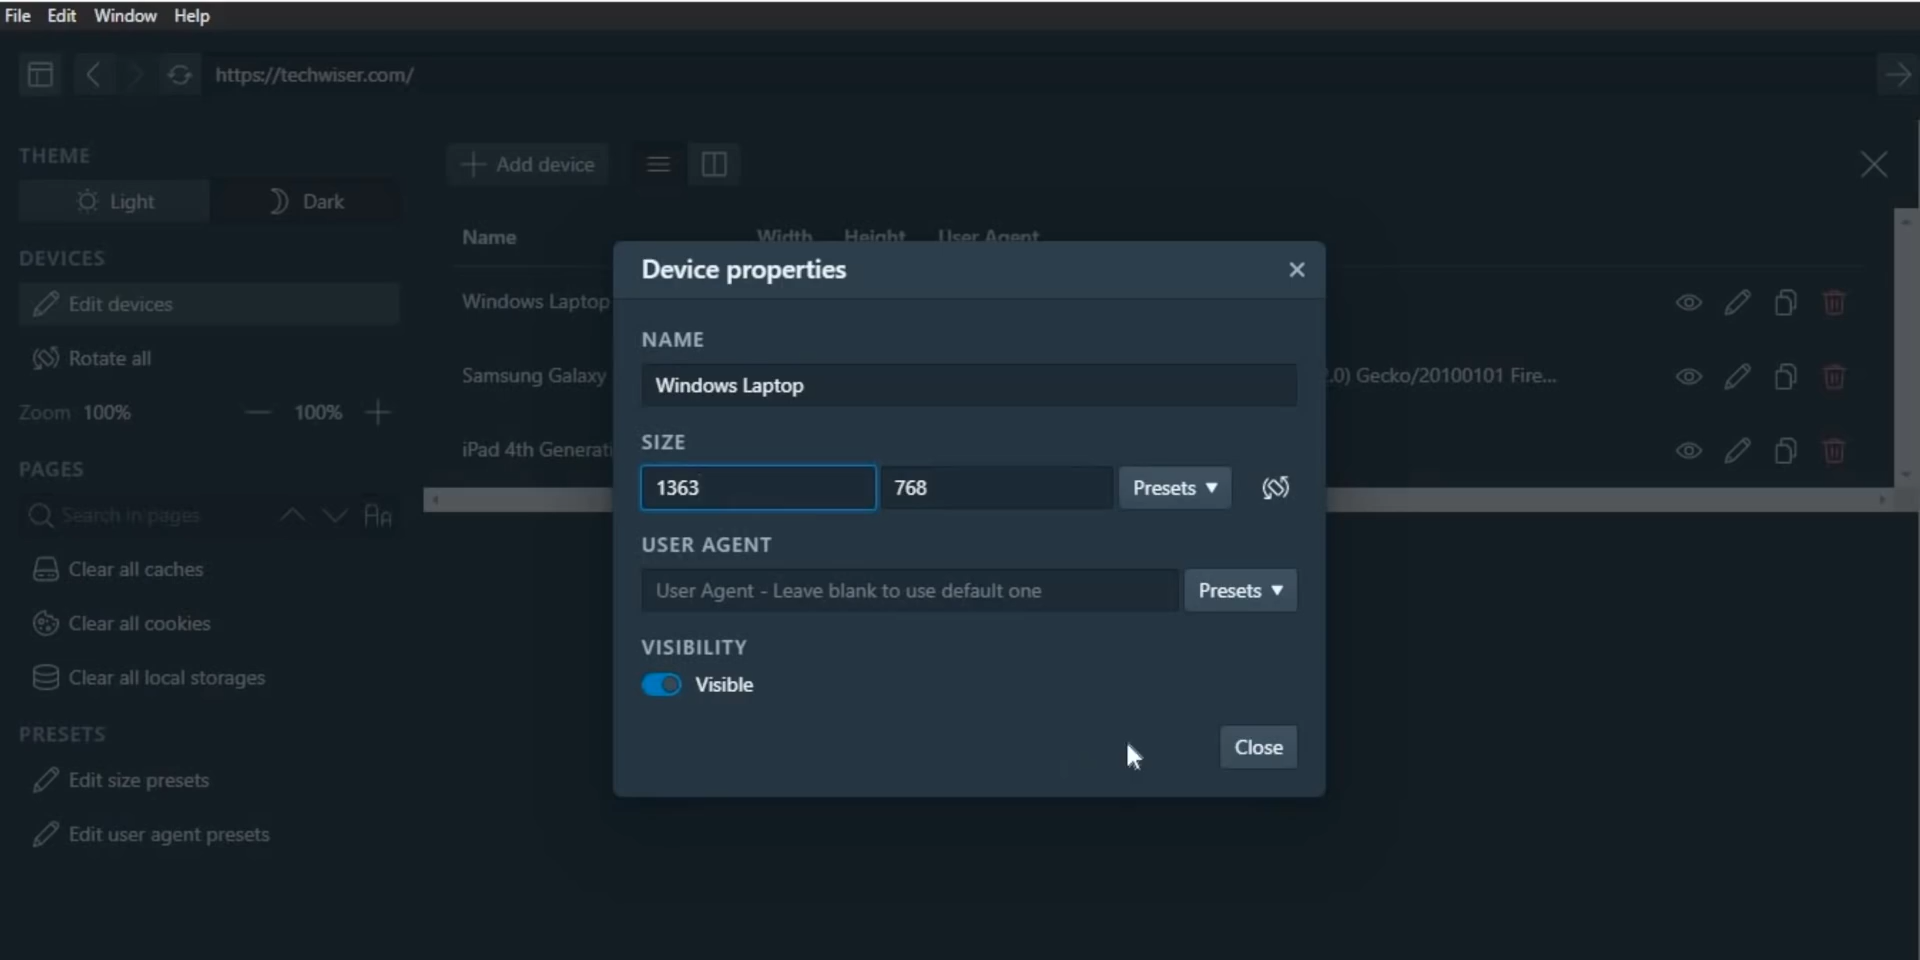 File Edit Window Help
https://techwiser.com/
THEME
Light Dark
DEVICES
Edit devices
Rotate all
Zoom 100% 100%
PAGES
Search in pages
Clear all caches
Clear all cookies
Clear all local storages
PRESETS
Edit size presets
Edit user agent presets
Add device
Name Width Height User Agent
Windows Laptop
Samsung Galaxy .0) Gecko/20100101 Fire...
iPad 4th Generati
Device properties
NAME
Windows Laptop
SIZE
1363 768 Presets
USER AGENT
User Agent - Leave blank to use default one Presets
VISIBILITY
Visible
Close